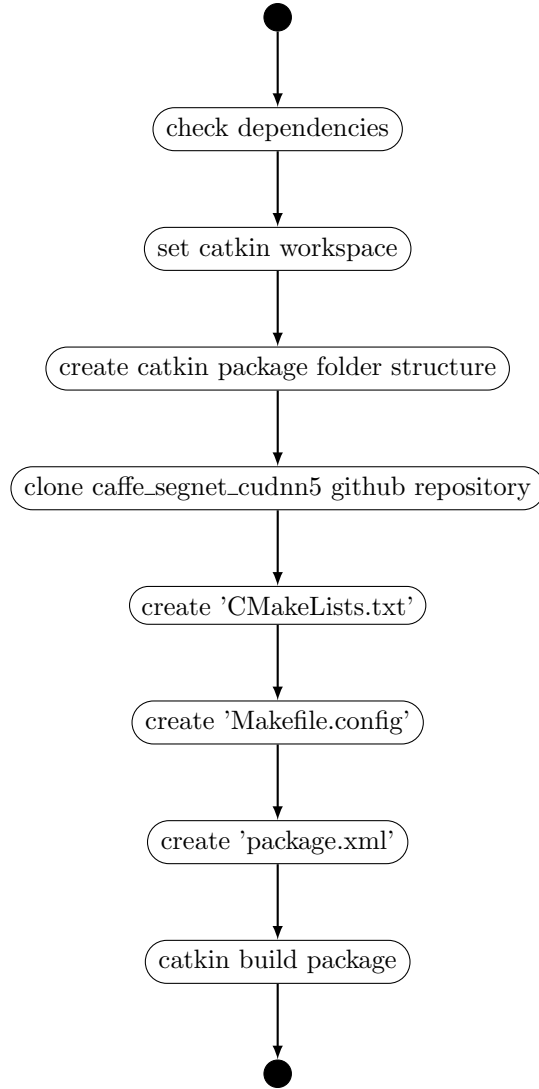 check dependencies
set catkin workspace
create catkin package folder structure
clone caffe_segnet_cudnn5 github repository
create 'CMakeLists.txt'
create 'Makefile.config'
create 'package.xml'
catkin build package